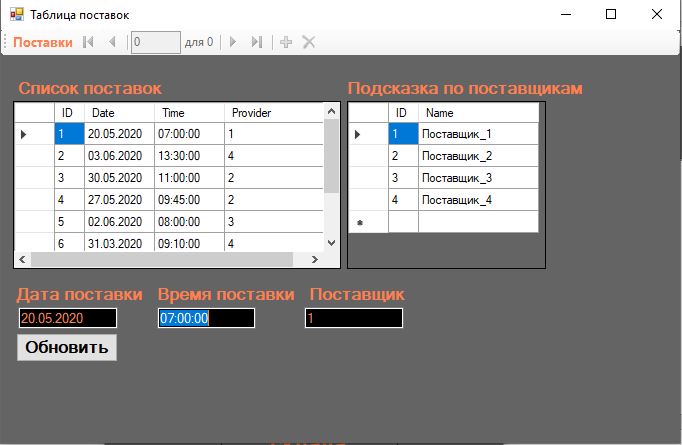 Таблица поставок
Поставки 0 для 0
Список поставок
ID Date Time Provider
1 20.05.2020 07:00:00 1
2 03.06.2020 13:30:00 4
3 30.05.2020 11:00:00 2
4 27.05.2020 09:45:00 2
5 02.06.2020 08:00:00 3
6 31.03.2020 09:10:00 4
Подсказка по поставщикам
ID Name
1 Поставщик_1
2 Поставщик_2
3 Поставщик_3
4 Поставщик_4
Дата поставки Время поставки Поставщик
20.05.2020 07:00:00 1
Обновить